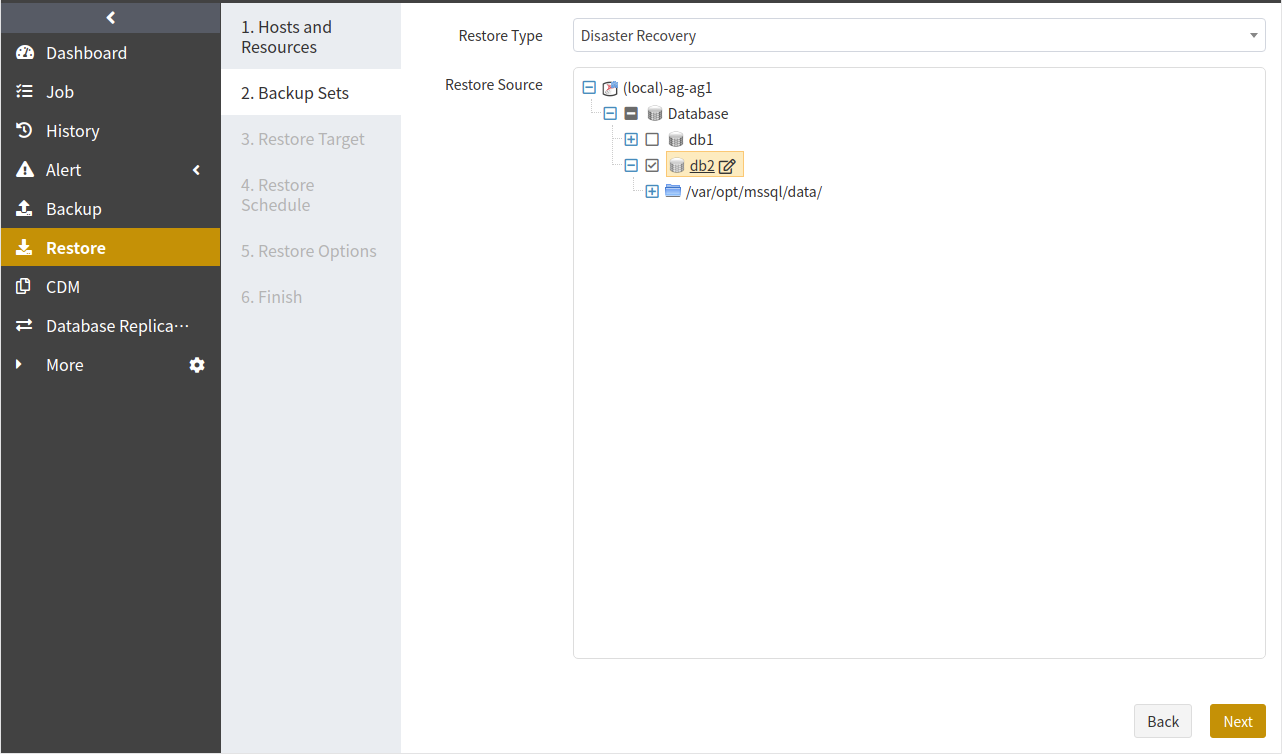 Dashboard
Job
History
Alert
Backup
Restore
CDM
Database Replica···
More
1. Hosts and
Resources
2. Backup Sets
3. Restore Target
4. Restore
Schedule
5. Restore Options
6. Finish
Restore Type
Disaster Recovery
Restore Source
(local)-ag-ag1
Database
db1
db2
/var/opt/mssql/data/
Back
Next